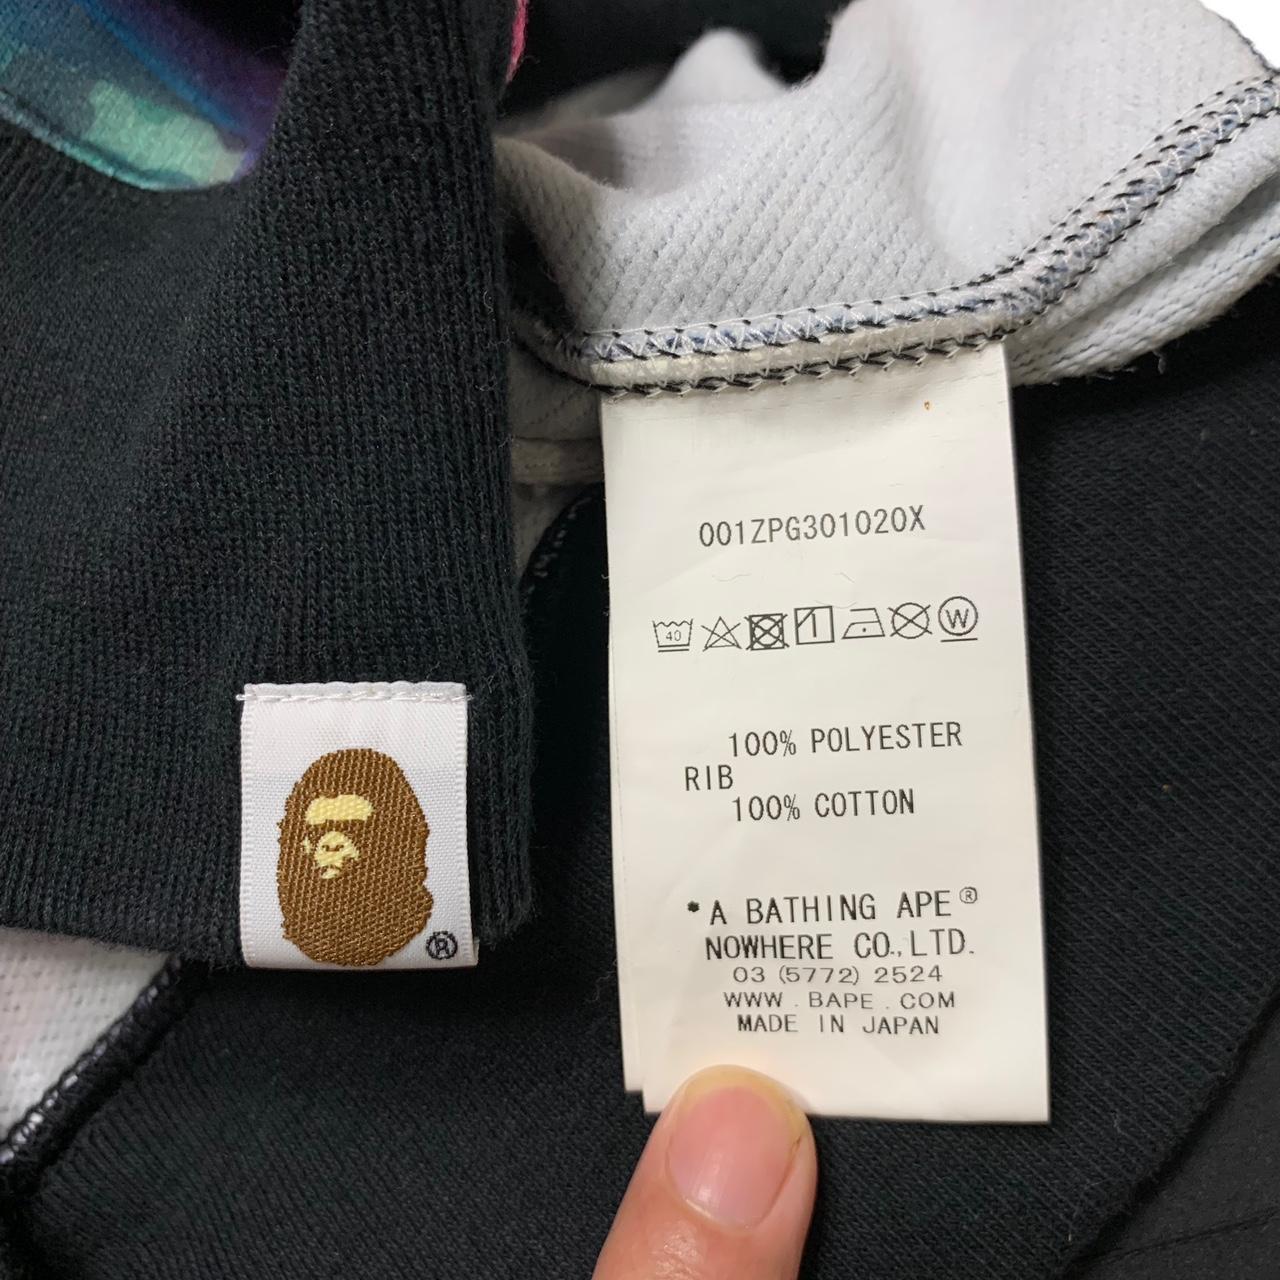 001ZPG301020X
40
1
W
100% POLYESTER
RIB
100% COTTON
*A BATHING APE®
NOWHERE CO., LTD.
03 (5772) 2524
WWW . BAPE . COM
MADE IN JAPAN
®